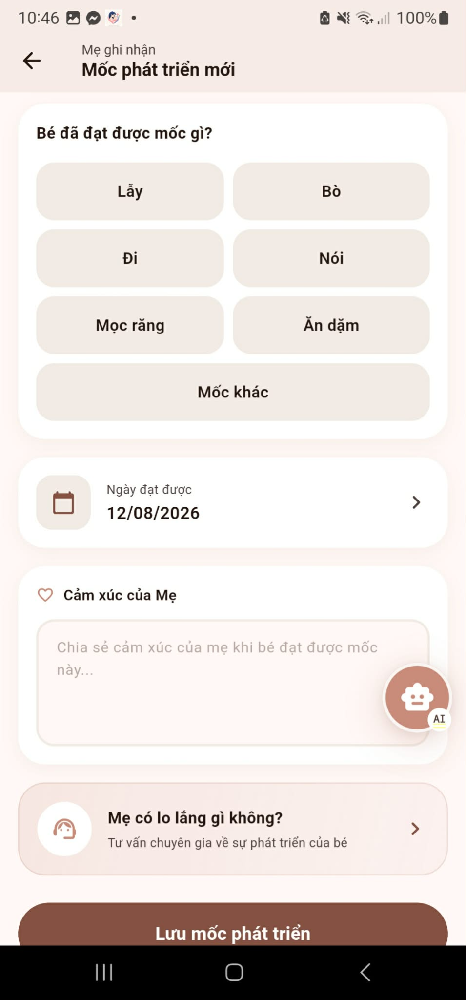 10:46
100%
Mẹ ghi nhận
Mốc phát triển mới
Bé đã đạt được mốc gì?
Lẫy
Bò
Đi
Nói
Mọc răng
Ăn dặm
Mốc khác
Ngày đạt được
12/08/2026
Cảm xúc của Mẹ
Chia sẻ cảm xúc của mẹ khi bé đạt được mốc
này...
AI
Mẹ có lo lắng gì không?
Tư vấn chuyên gia về sự phát triển của bé
Lưu mốc phát triển